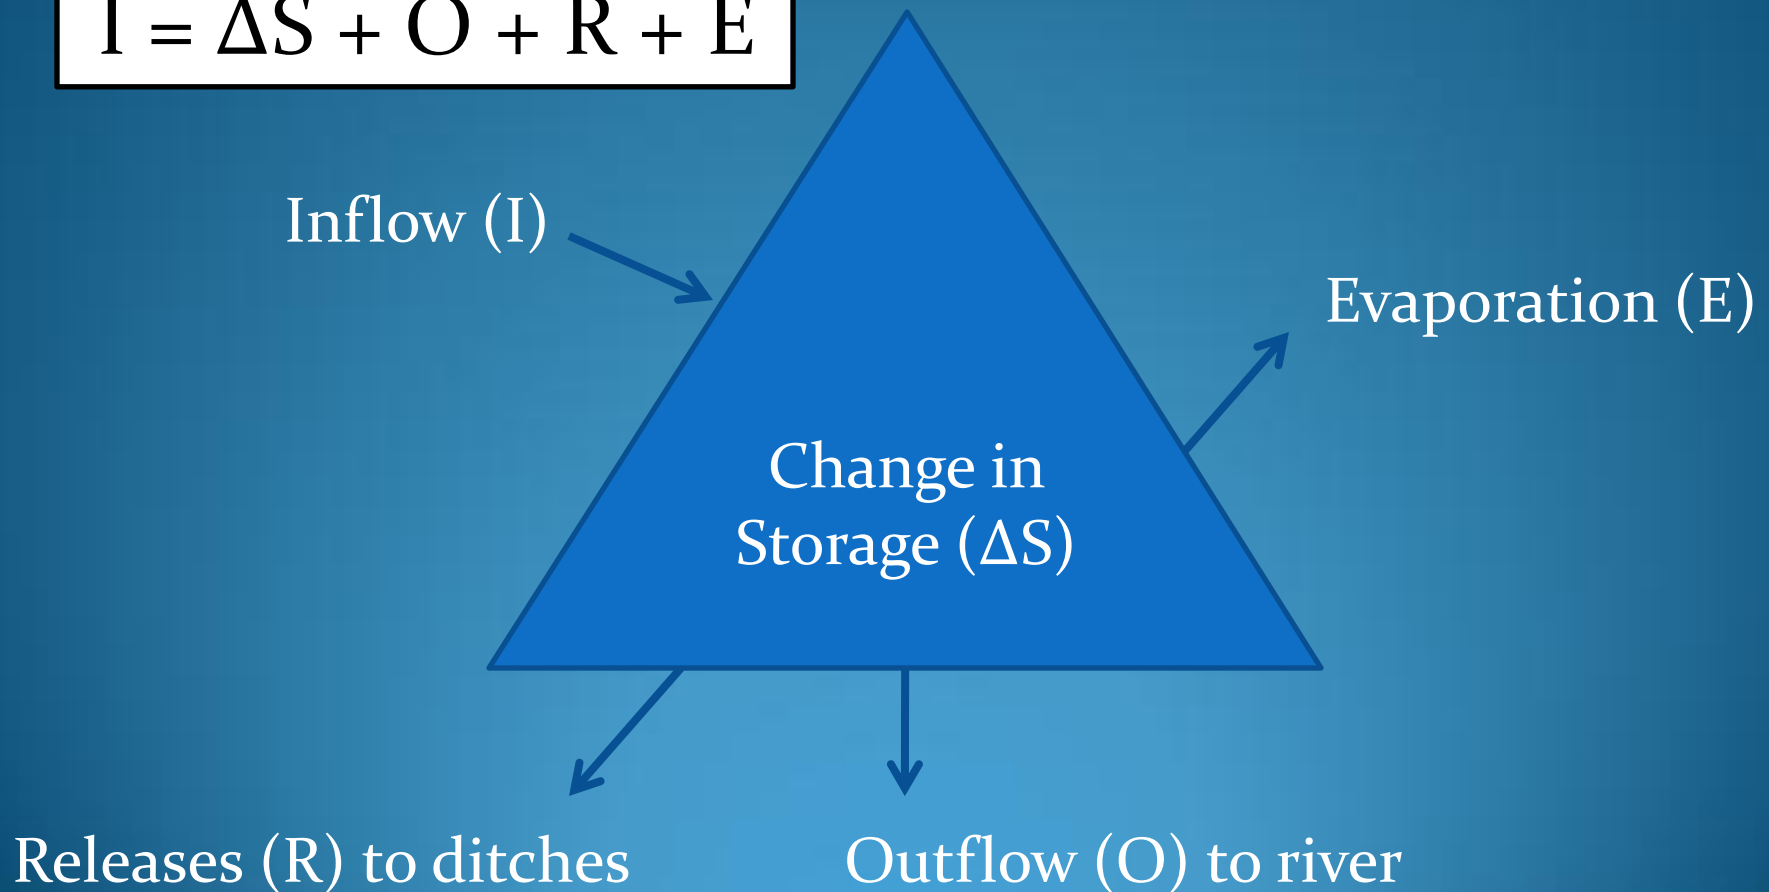 I = ΔS + O + R + E
Inflow (I)
Evaporation (E)
Change in
Storage (ΔS)
Releases (R) to ditches
Outflow (O) to river